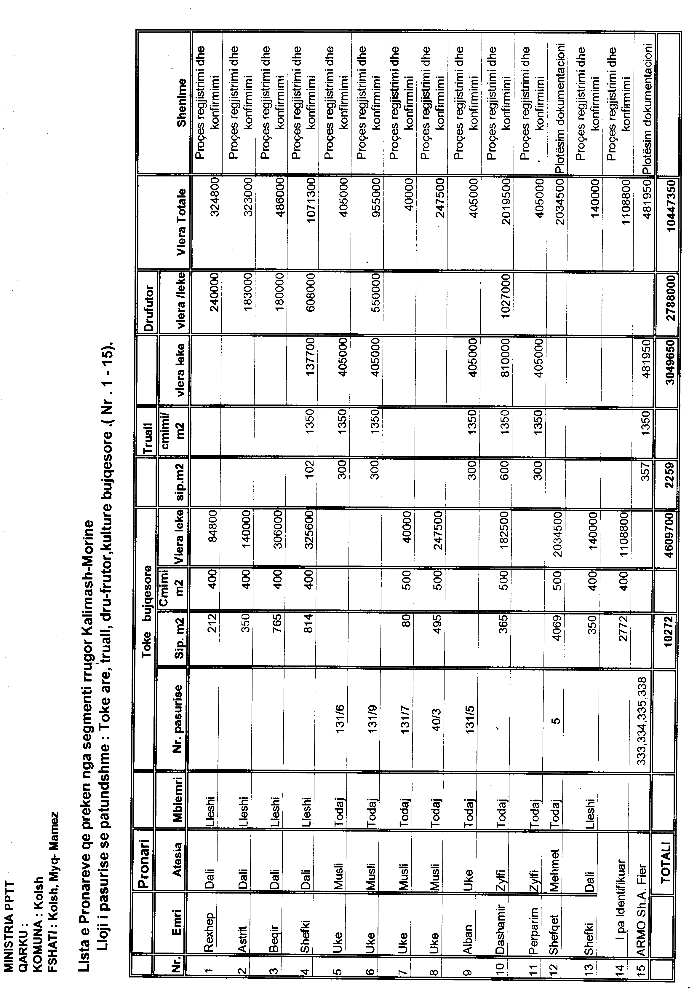 MINISTRIA PPTT
QARKU :
KOMUNA : Kolsh
FSHATI : Kolsh, Myq- Mamez
Lista e Pronareve qe preken nga segmenti rrugor Kalimash-Morine
Lloji i pasurise se patundshme : Toke are, truall, dru-frutor,kulture bujqesore .( Nr . 1 - 15).
Pronari Toke bujqesore Truall Drufutor
Nr. Emri Atesia Mbiemri Nr. pasurise Sip. m2 Cmimi m2 Vlera leke sip.m2 cmimi/ m2 vlera leke vlera /leke Vlera Totale Shenime
1 Rexhep Dali Lleshi 212 400 84800 240000 324800 Proçes regjistrimi dhe konfirmimi
2 Astrit Dali Lleshi 350 400 140000 183000 323000 Proçes regjistrimi dhe konfirmimi
3 Beqir Dali Lleshi 765 400 306000 180000 486000 Proçes regjistrimi dhe konfirmimi
4 Shefki Dali Lleshi 814 400 325600 102 1350 137700 608000 1071300 Proçes regjistrimi dhe konfirmimi
5 Uke Musli Todaj 131/6 300 1350 405000 405000 Proçes regjistrimi dhe konfirmimi
6 Uke Musli Todaj 131/9 300 1350 405000 550000 955000 Proçes regjistrimi dhe konfirmimi
7 Uke Musli Todaj 131/7 80 500 40000 40000 Proçes regjistrimi dhe konfirmimi
8 Uke Musli Todaj 40/3 495 500 247500 247500 Proçes regjistrimi dhe konfirmimi
9 Alban Uke Todaj 131/5 300 1350 405000 405000 Proçes regjistrimi dhe konfirmimi
10 Dashamir Zylfi Todaj 365 500 182500 600 1350 810000 1027000 2019500 Proçes regjistrimi dhe konfirmimi
11 Perparim Zylfi Todaj 300 1350 405000 405000 Proçes regjistrimi dhe konfirmimi
12 Shefqet Mehmet Todaj 5 4069 500 2034500 2034500 Plotësim dokumentacioni
13 Shefki Dali Lleshi 350 400 140000 140000 Proçes regjistrimi dhe konfirmimi
14 I pa Identifikuar 2772 400 1108800 1108800 Proçes regjistrimi dhe konfirmimi
15 ARMO Sh.A. Fier 333,334,335,338 357 1350 481950 481950 Plotësim dokumentacioni
TOTALI 10272 4609700 2259 3049650 2788000 10447350